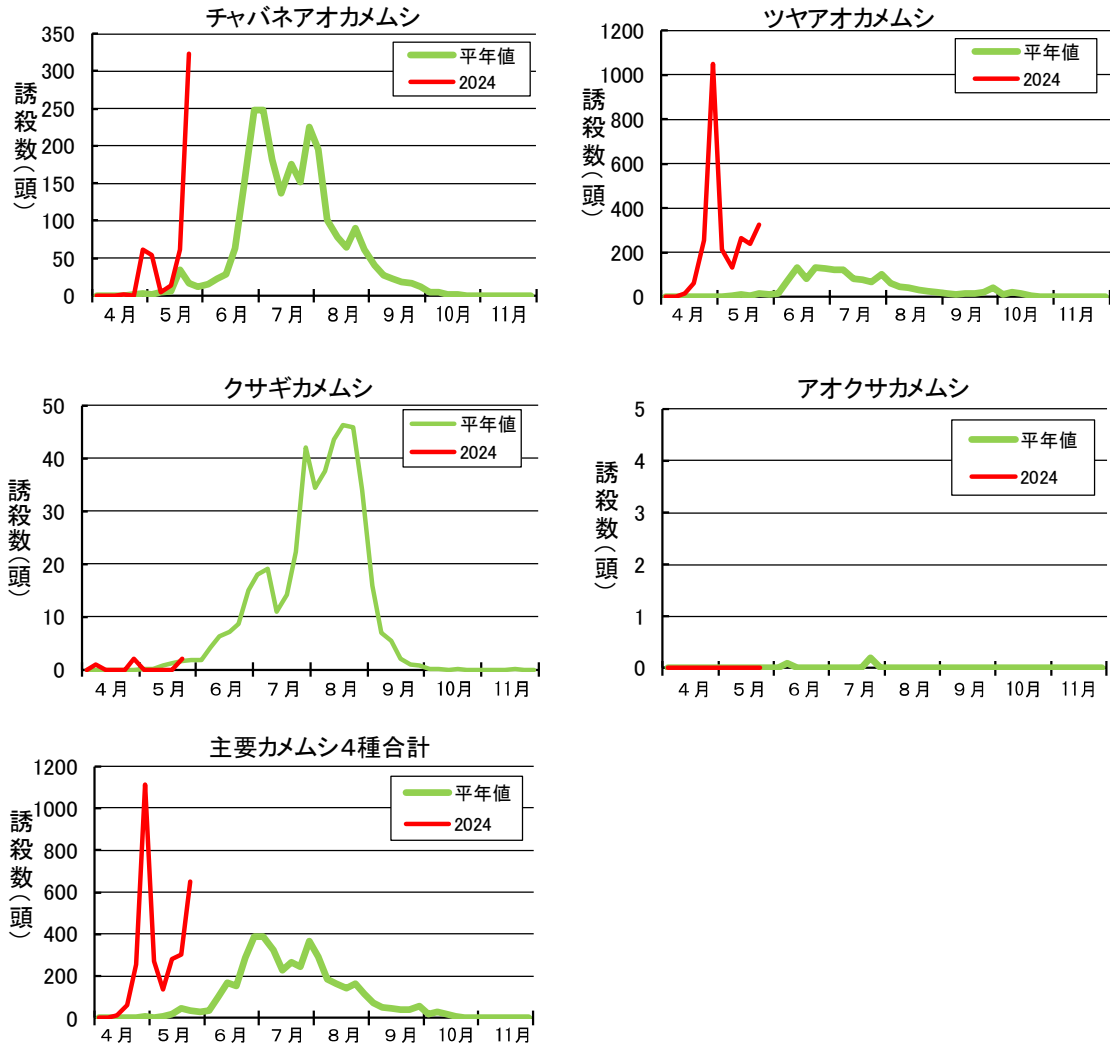 チャバネアオカメムシ
誘殺数(頭)
350
300
250
200
150
100
50
0
平年値
2024
4月 5月 6月 7月 8月 9月 10月 11月
ツヤアオカメムシ
誘殺数(頭)
1200
1000
800
600
400
200
0
平年値
2024
4月 5月 6月 7月 8月 9月 10月 11月
クサギカメムシ
誘殺数(頭)
50
40
30
20
10
0
平年値
2024
4月 5月 6月 7月 8月 9月 10月 11月
アオクサカメムシ
誘殺数(頭)
5
4
3
2
1
0
平年値
2024
4月 5月 6月 7月 8月 9月 10月 11月
主要カメムシ4種合計
誘殺数(頭)
1200
1000
800
600
400
200
0
平年値
2024
4月 5月 6月 7月 8月 9月 10月 11月